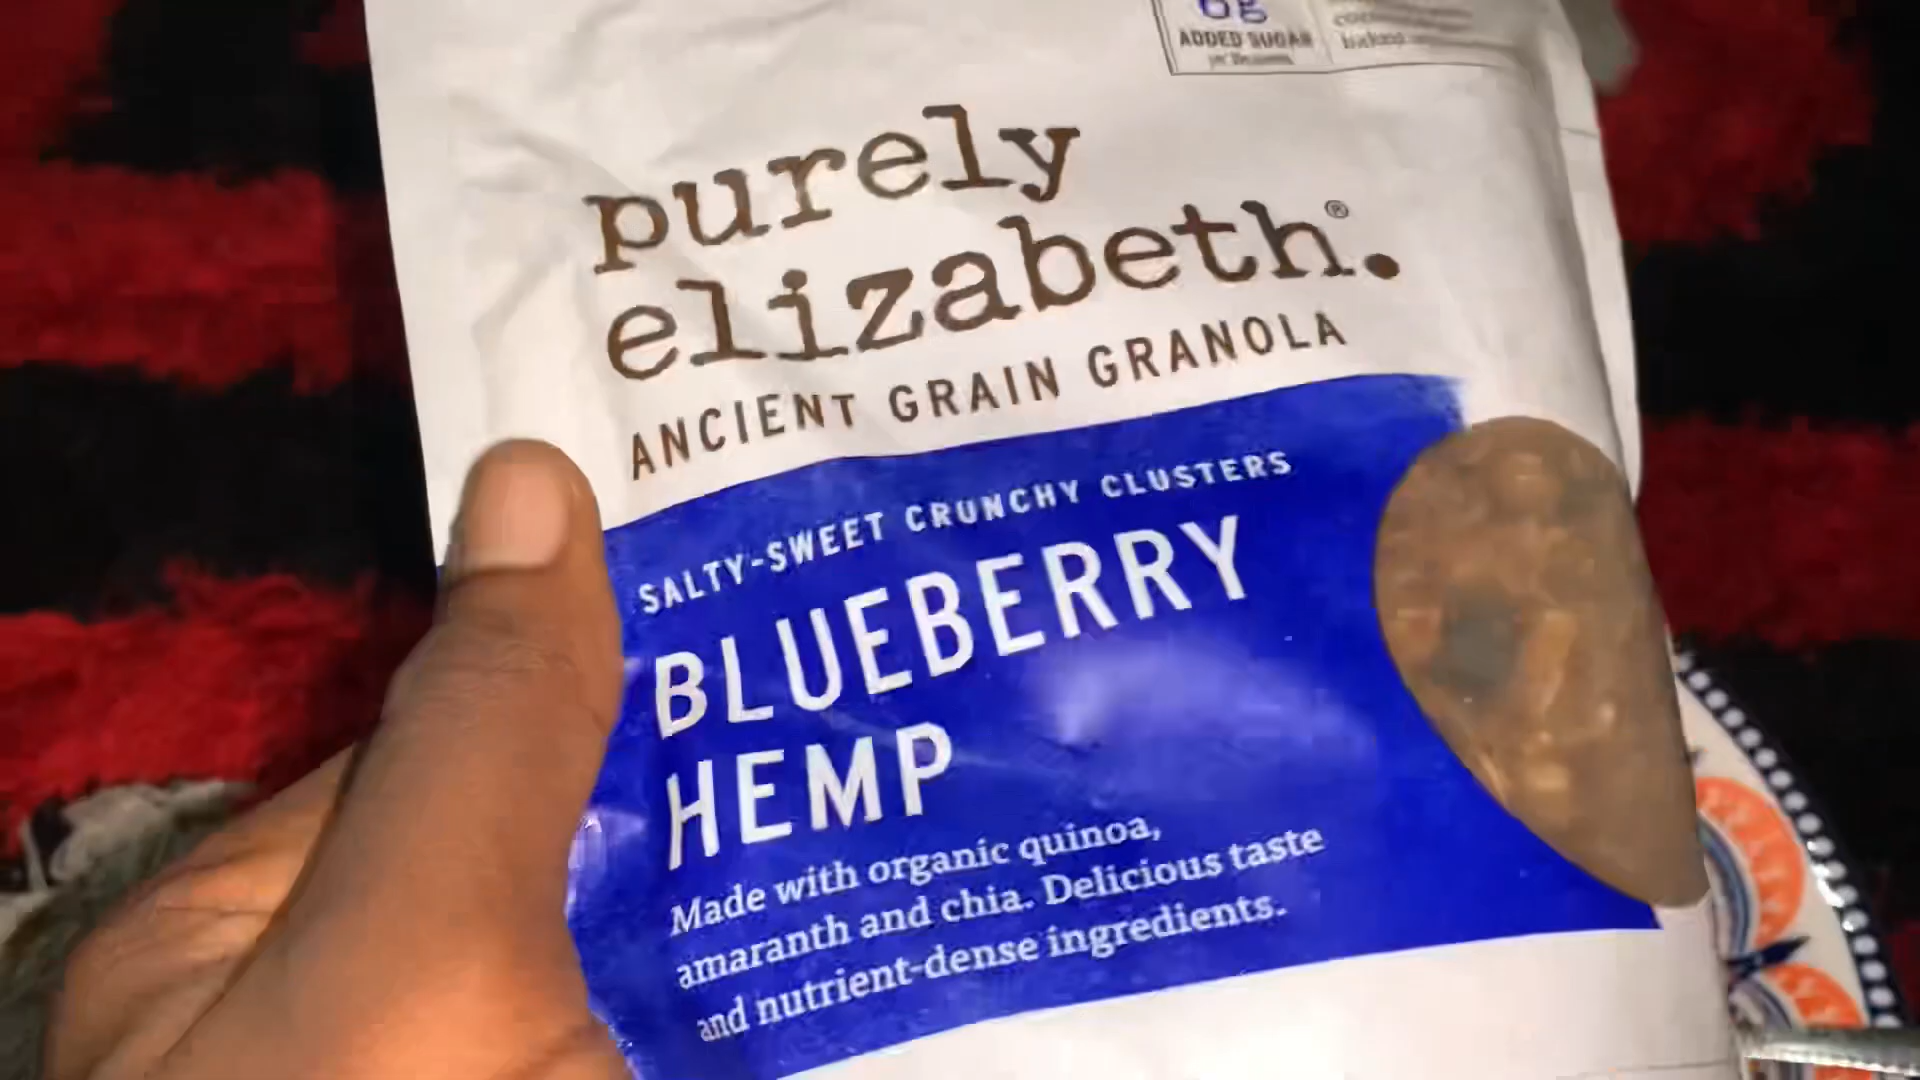 6g
ADDED SUGAR
purely
elizabeth®.
ANCIENT GRAIN GRANOLA
SALTY-SWEET CRUNCHY CLUSTERS
BLUEBERRY
HEMP
Made with organic quinoa,
amaranth and chia. Delicious taste
and nutrient-dense ingredients.